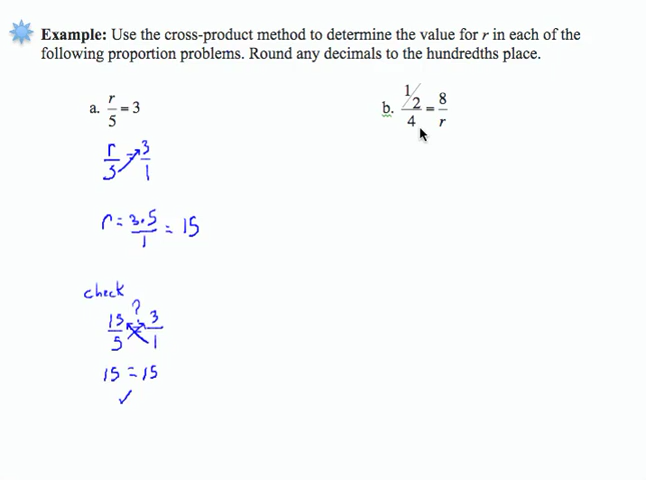 Example: Use the cross-product method to determine the value for r in each of the
following proportion problems. Round any decimals to the hundredths place.
a. r/5 = 3
b. 1/2/4 = 8/r
r/5 3/1
r = 3·5/1 = 15
check
?
15/5 = 3/1
15 = 15
✓